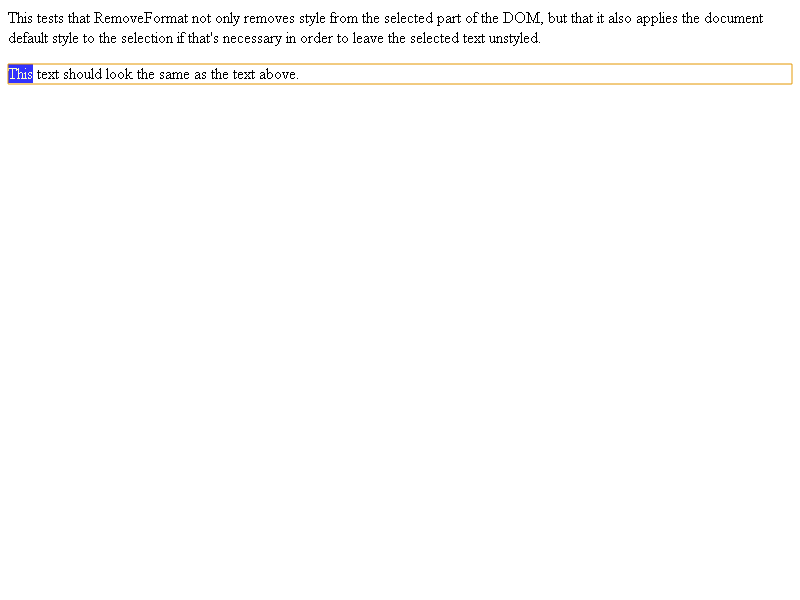 This tests that RemoveFormat not only removes style from the selected part of the DOM, but that it also applies the document
default style to the selection if that's necessary in order to leave the selected text unstyled.
This text should look the same as the text above.